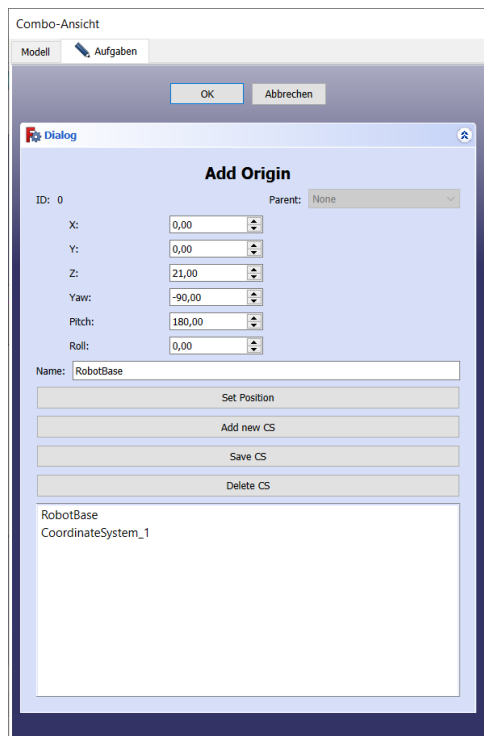 Combo-Ansicht
Modell Aufgaben
OK Abbrechen
Dialog
Add Origin
ID: 0 Parent: None
X: 0,00
Y: 0,00
Z: 21,00
Yaw: -90,00
Pitch: 180,00
Roll: 0,00
Name: RobotBase
Set Position
Add new CS
Save CS
Delete CS
RobotBase
CoordinateSystem_1